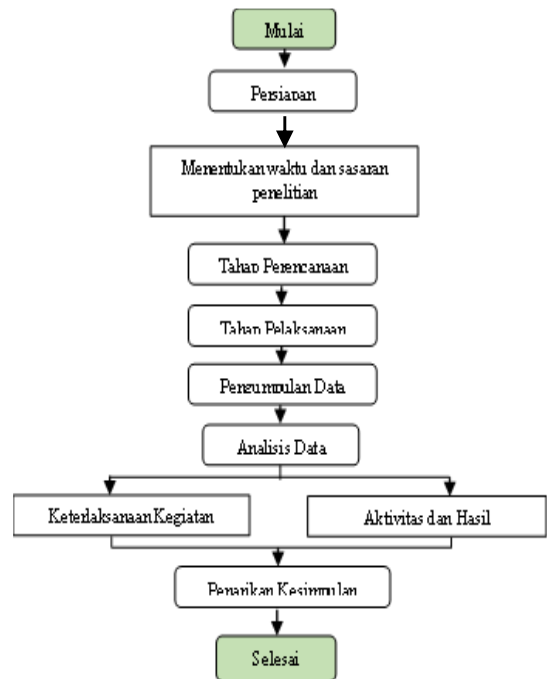 Mulai
Persiapan
Menentukan waktu dan sasaran
penelitian
Tahap Perencanaan
Tahap Pelaksanaan
Pengumpulan Data
Analisis Data
Keterlaksanaan Kegiatan
Aktivitas dan Hasil
Penarikan Kesimpulan
Selesai